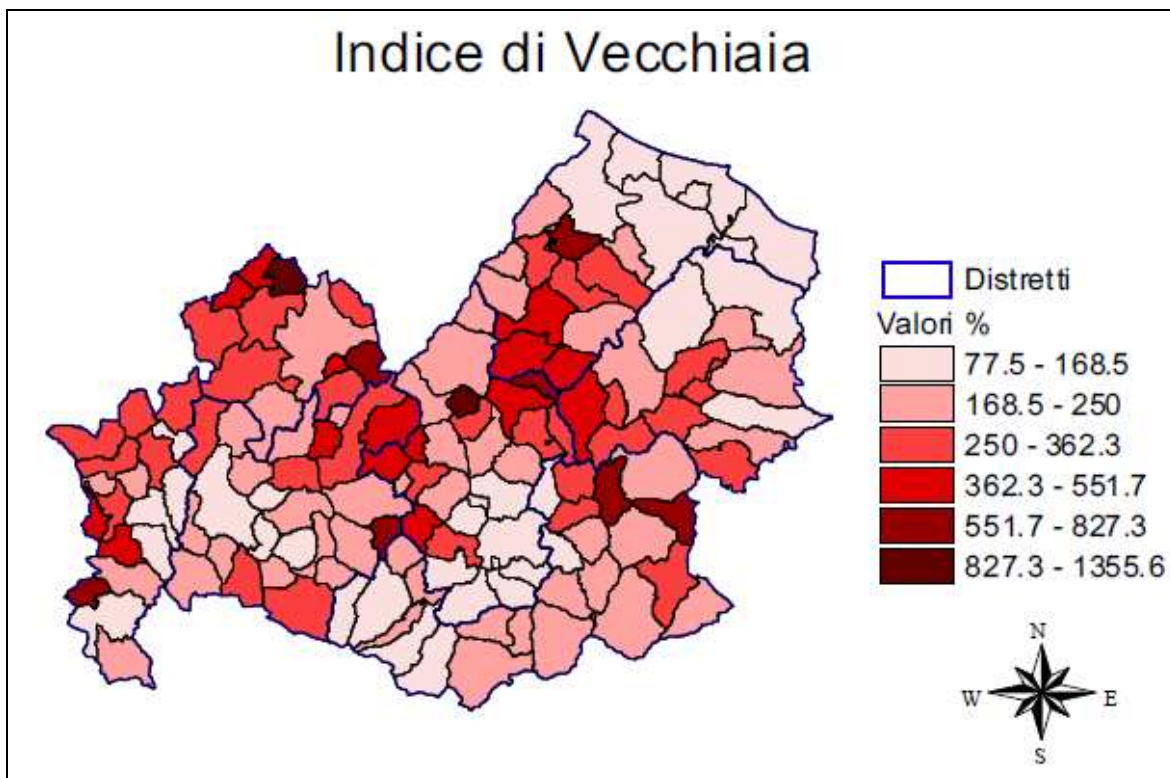 Indice di Vecchiaia
Distretti
Valori %
77.5 - 168.5
168.5 - 250
250 - 362.3
362.3 - 551.7
551.7 - 827.3
827.3 - 1355.6
N
W E
S